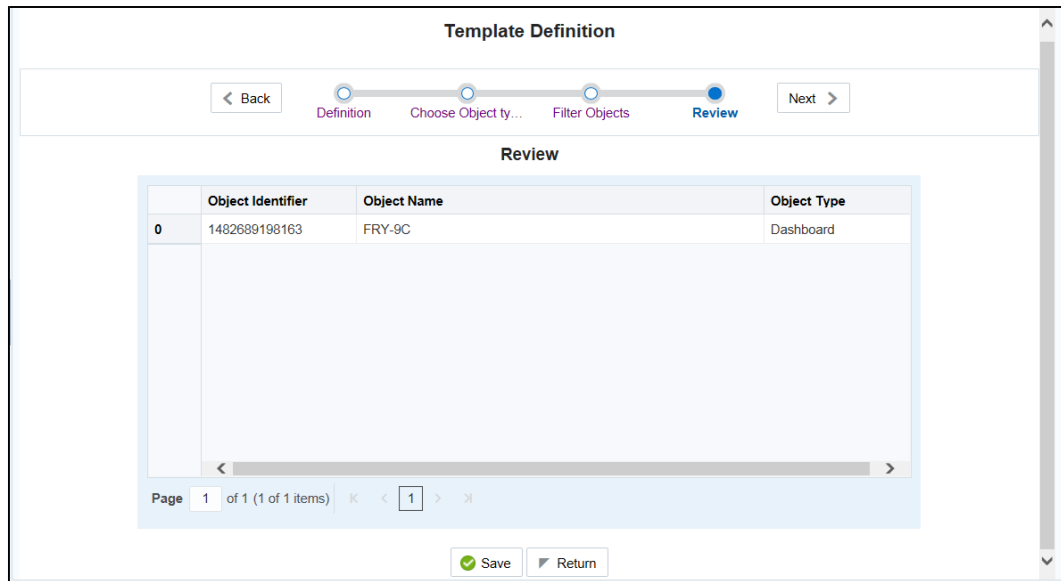 Template Definition
Back
Next
Definition
Choose Object ty...
Filter Objects
Review
Review
Object Identifier Object Name Object Type
0 1482689198163 FRY-9C Dashboard
Page 1 of 1 (1 of 1 items) 1
Save Return